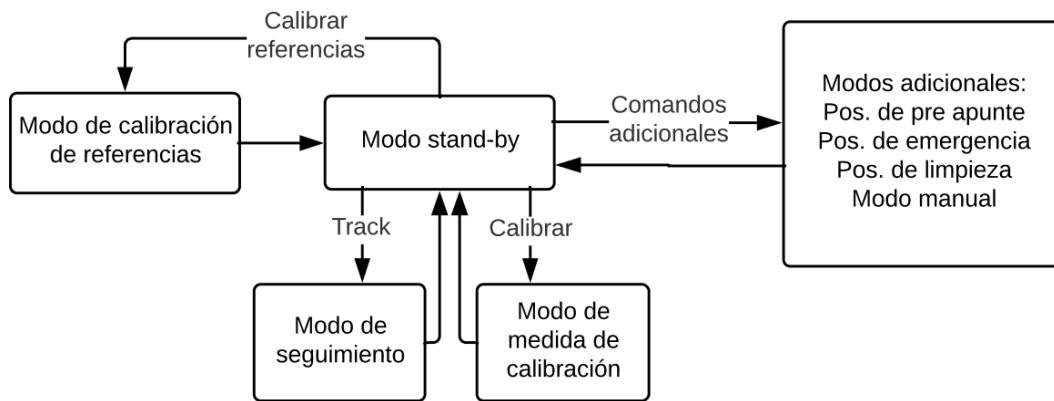 Calibrar
referencias
Modo de calibración
de referencias
Modo stand-by
Comandos
adicionales
Modos adicionales:
Pos. de pre apunte
Pos. de emergencia
Pos. de limpieza
Modo manual
Track
Calibrar
Modo de
seguimiento
Modo de
medida de
calibración